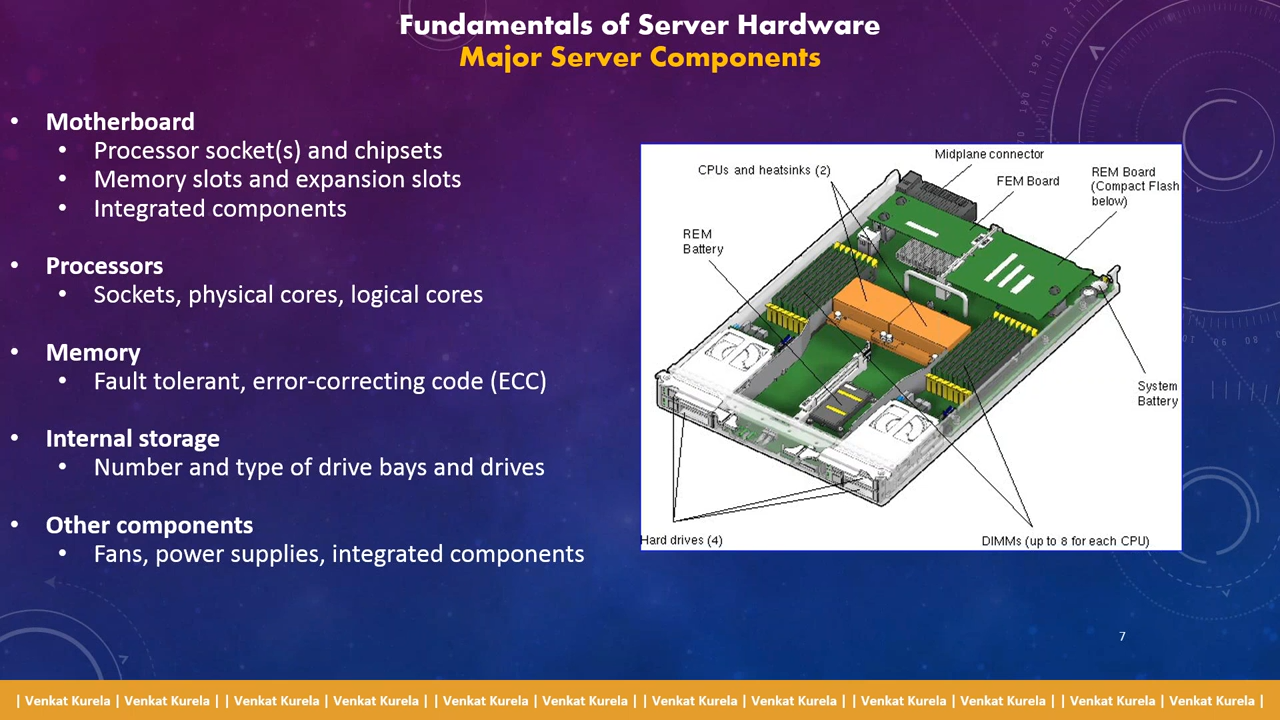 Fundamentals of Server Hardware
Major Server Components
• Motherboard
• Processor socket(s) and chipsets
• Memory slots and expansion slots
• Integrated components
• Processors
• Sockets, physical cores, logical cores
• Memory
• Fault tolerant, error-correcting code (ECC)
• Internal storage
• Number and type of drive bays and drives
• Other components
• Fans, power supplies, integrated components
Midplane connector
CPUs and heatsinks (2)
FEM Board
REM Board
(Compact Flash
below)
REM
Battery
System
Battery
Hard drives (4)
DIMMs (up to 8 for each CPU)
7
| Venkat Kurela | Venkat Kurela | | Venkat Kurela | Venkat Kurela | | Venkat Kurela | Venkat Kurela | | Venkat Kurela | Venkat Kurela | | Venkat Kurela | Venkat Kurela | | Venkat Kurela | Venkat Kurela |